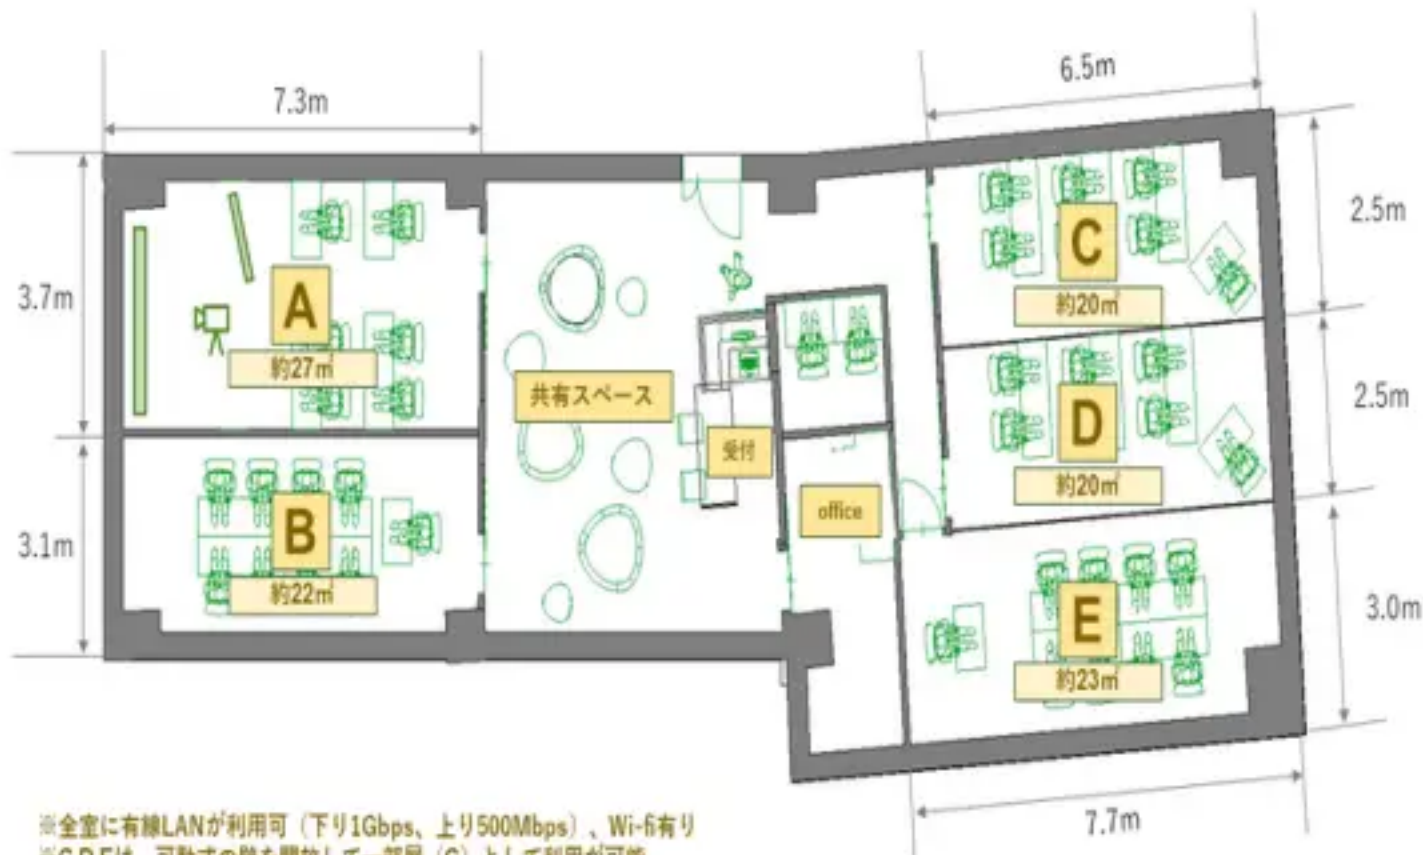 6.5m
7.3m
2.5m
3.7m
A
約27㎡
C
約20㎡
共有スペース
受付
2.5m
D
約20㎡
office
3.1m
B
約22㎡
3.0m
E
約23㎡
7.7m
※全室に有線LANが利用可（下り1Gbps、上り500Mbps）、Wi-fi有り